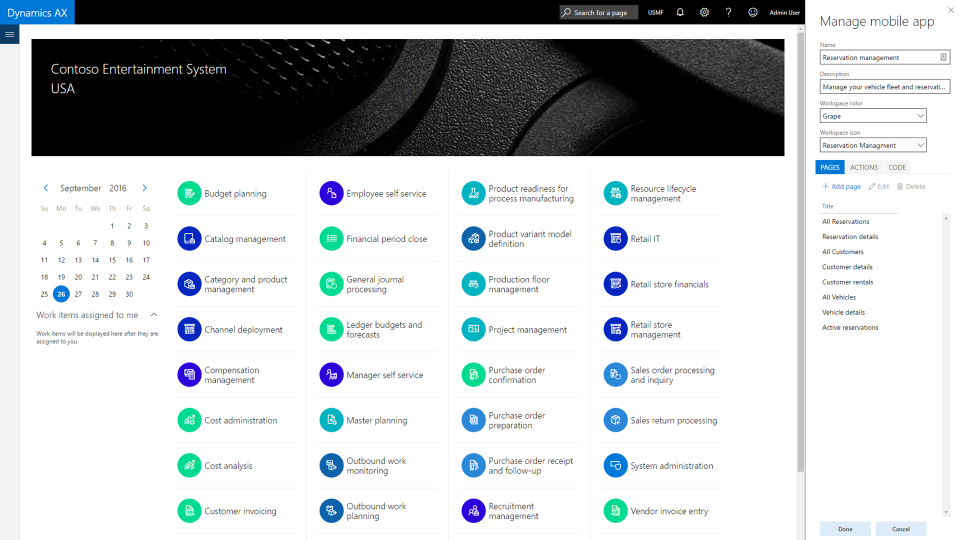 Dynamics AX
Search for a page
USMF
?
Admin User
Contoso Entertainment System
USA
September 2016
Su Mo Tu We Th Fr Sa
1 2 3
4 5 6 7 8 9 10
11 12 13 14 15 16 17
18 19 20 21 22 23 24
25 26 27 28 29 30
Work items assigned to me
Work items will be displayed here after they are
assigned to you.
Budget planning
Catalog management
Category and product
management
Channel deployment
Compensation
management
Cost administration
Cost analysis
Customer invoicing
Employee self service
Financial period close
General journal
processing
Ledger budgets and
forecasts
Manager self service
Master planning
Outbound work
monitoring
Outbound work
planning
Product readiness for
process manufacturing
Product variant model
definition
Production floor
management
Project management
Purchase order
confirmation
Purchase order
preparation
Purchase order receipt
and follow-up
Recruitment
management
Resource lifecycle
management
Retail IT
Retail store financials
Retail store
management
Sales order processing
and inquiry
Sales return processing
System administration
Vendor invoice entry
Manage mobile app
Name
Reservation management
Description
Manage your vehicle fleet and reservati...
Workspace color
Grape
Workspace icon
Reservation Managment
PAGES ACTIONS CODE
Add page Edit Delete
Title
All Reservations
Reservation details
All Customers
Customer details
Customer rentals
All Vehicles
Vehicle details
Active reservations
Done Cancel